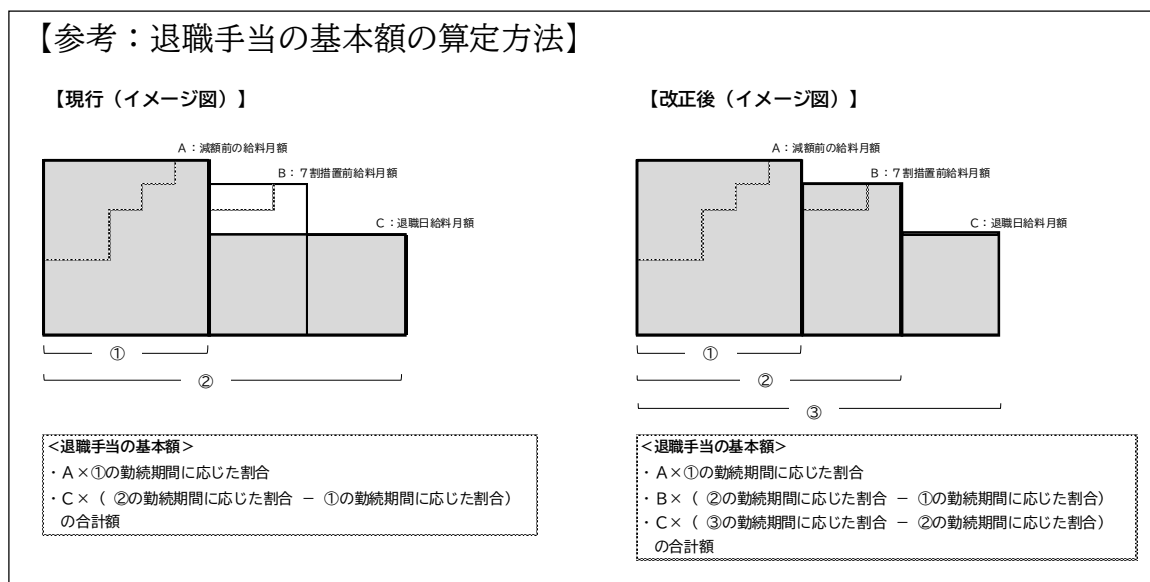 【参考：退職手当の基本額の算定方法】
【現行（イメージ図）】
A：減額前の給料月額
B：７割措置前給料月額
C：退職日給料月額
①
②
＜退職手当の基本額＞
・A×①の勤続期間に応じた割合
・C×（ ②の勤続期間に応じた割合 － ①の勤続期間に応じた割合）
の合計額
【改正後（イメージ図）】
A：減額前の給料月額
B：７割措置前給料月額
C：退職日給料月額
①
②
③
＜退職手当の基本額＞
・A×①の勤続期間に応じた割合
・B×（ ②の勤続期間に応じた割合 － ①の勤続期間に応じた割合）
・C×（ ③の勤続期間に応じた割合 － ②の勤続期間に応じた割合）
の合計額